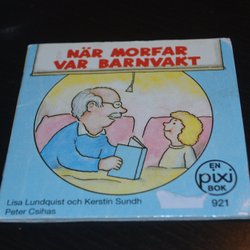 NÄR MORFAR
VAR BARNVAKT
EN
pixi
BOK
Lisa Lundquist och Kerstin Sundh
Peter Csihas
921